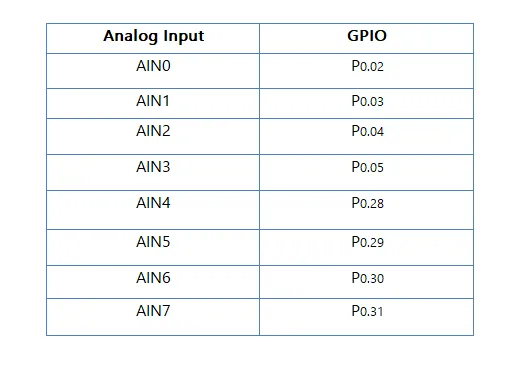 Analog Input GPIO
AIN0 P0.02
AIN1 P0.03
AIN2 P0.04
AIN3 P0.05
AIN4 P0.28
AIN5 P0.29
AIN6 P0.30
AIN7 P0.31